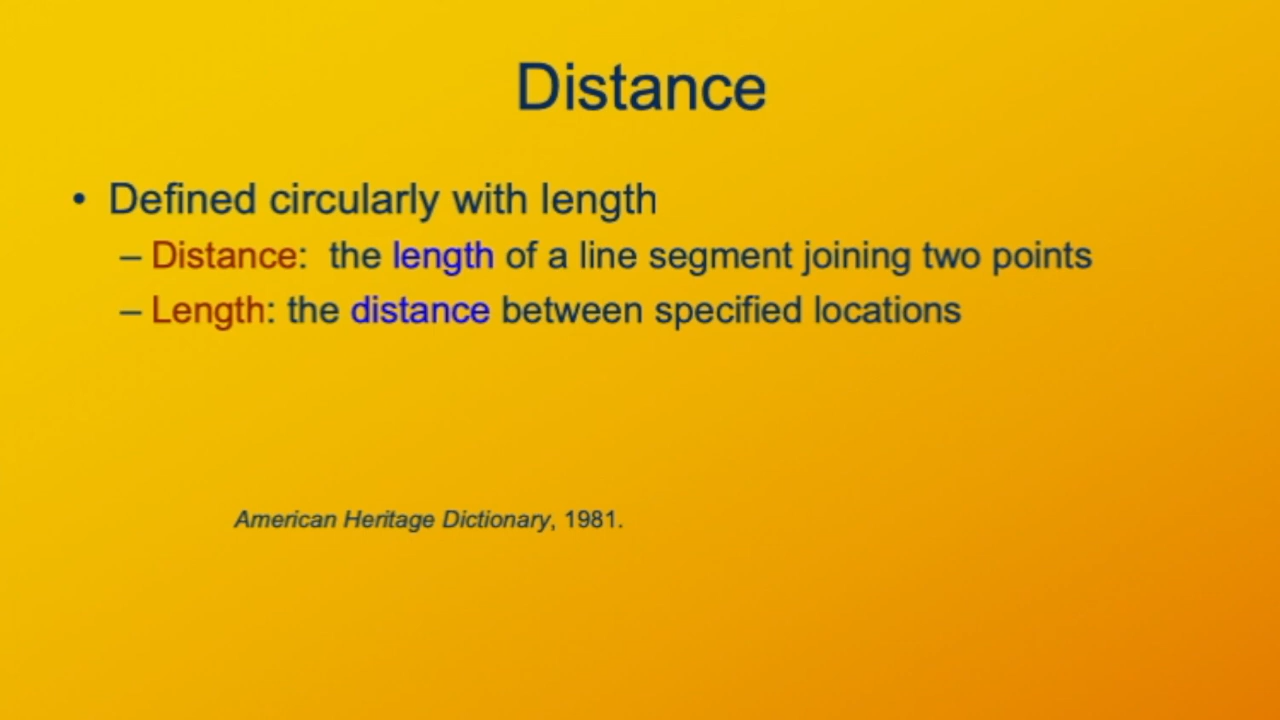 Distance
• Defined circularly with length
– Distance:  the length of a line segment joining two points
– Length: the distance between specified locations
American Heritage Dictionary, 1981.